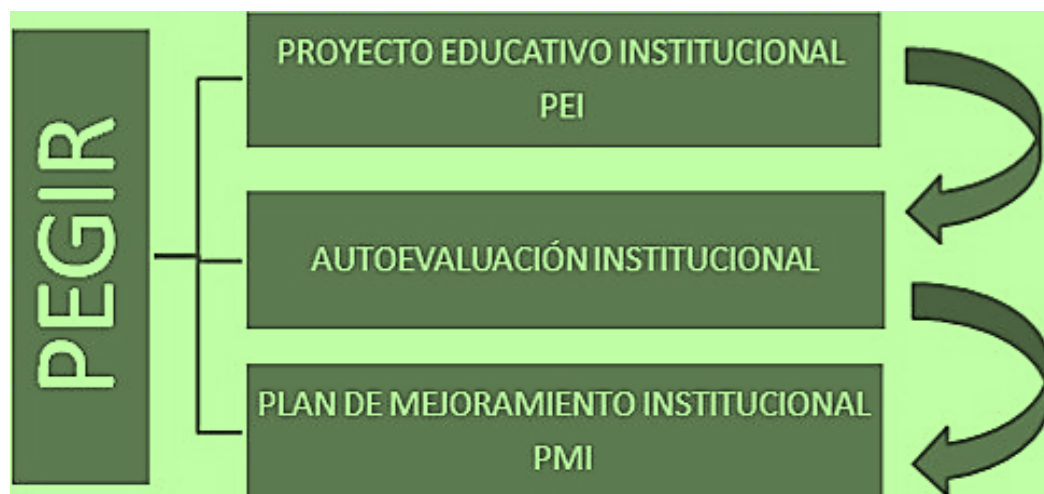 PEGIR
PROYECTO EDUCATIVO INSTITUCIONAL
PEI
AUTOEVALUACIÓN INSTITUCIONAL
PLAN DE MEJORAMIENTO INSTITUCIONAL
PMI